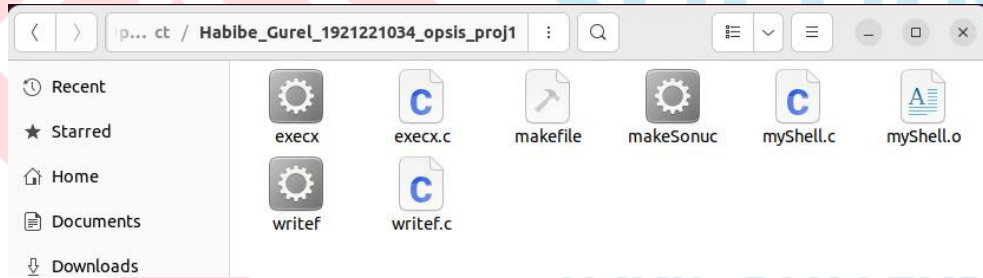 p... ct / Habibe_Gurel_1921221034_opsis_proj1
Recent
Starred
Home
Documents
Downloads
execx
execx.c
makefile
makeSonuc
myShell.c
myShell.o
writef
writef.c